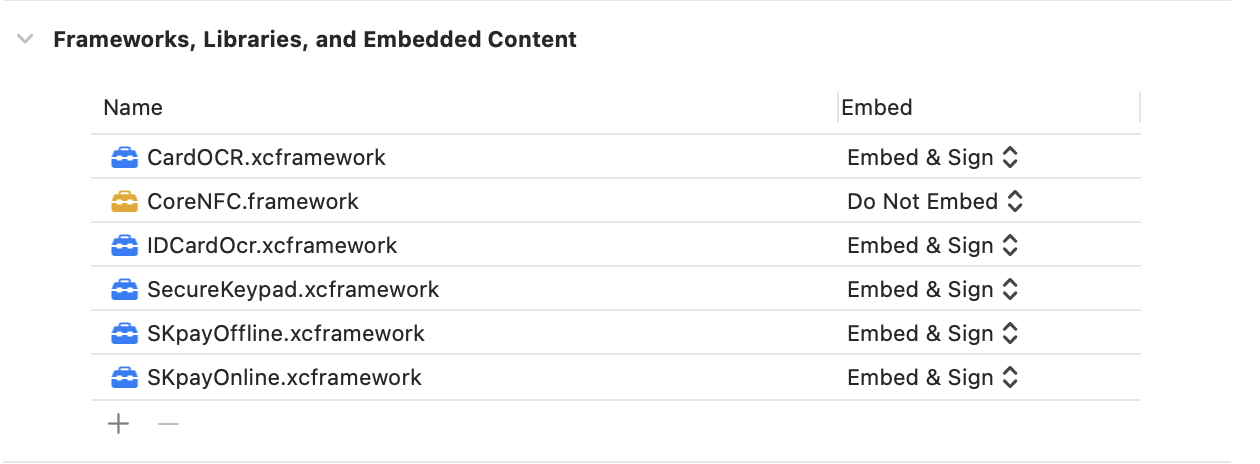 Frameworks, Libraries, and Embedded Content
Name Embed
CardOCR.xcframework Embed & Sign
CoreNFC.framework Do Not Embed
IDCardOcr.xcframework Embed & Sign
SecureKeypad.xcframework Embed & Sign
SKpayOffline.xcframework Embed & Sign
SKpayOnline.xcframework Embed & Sign